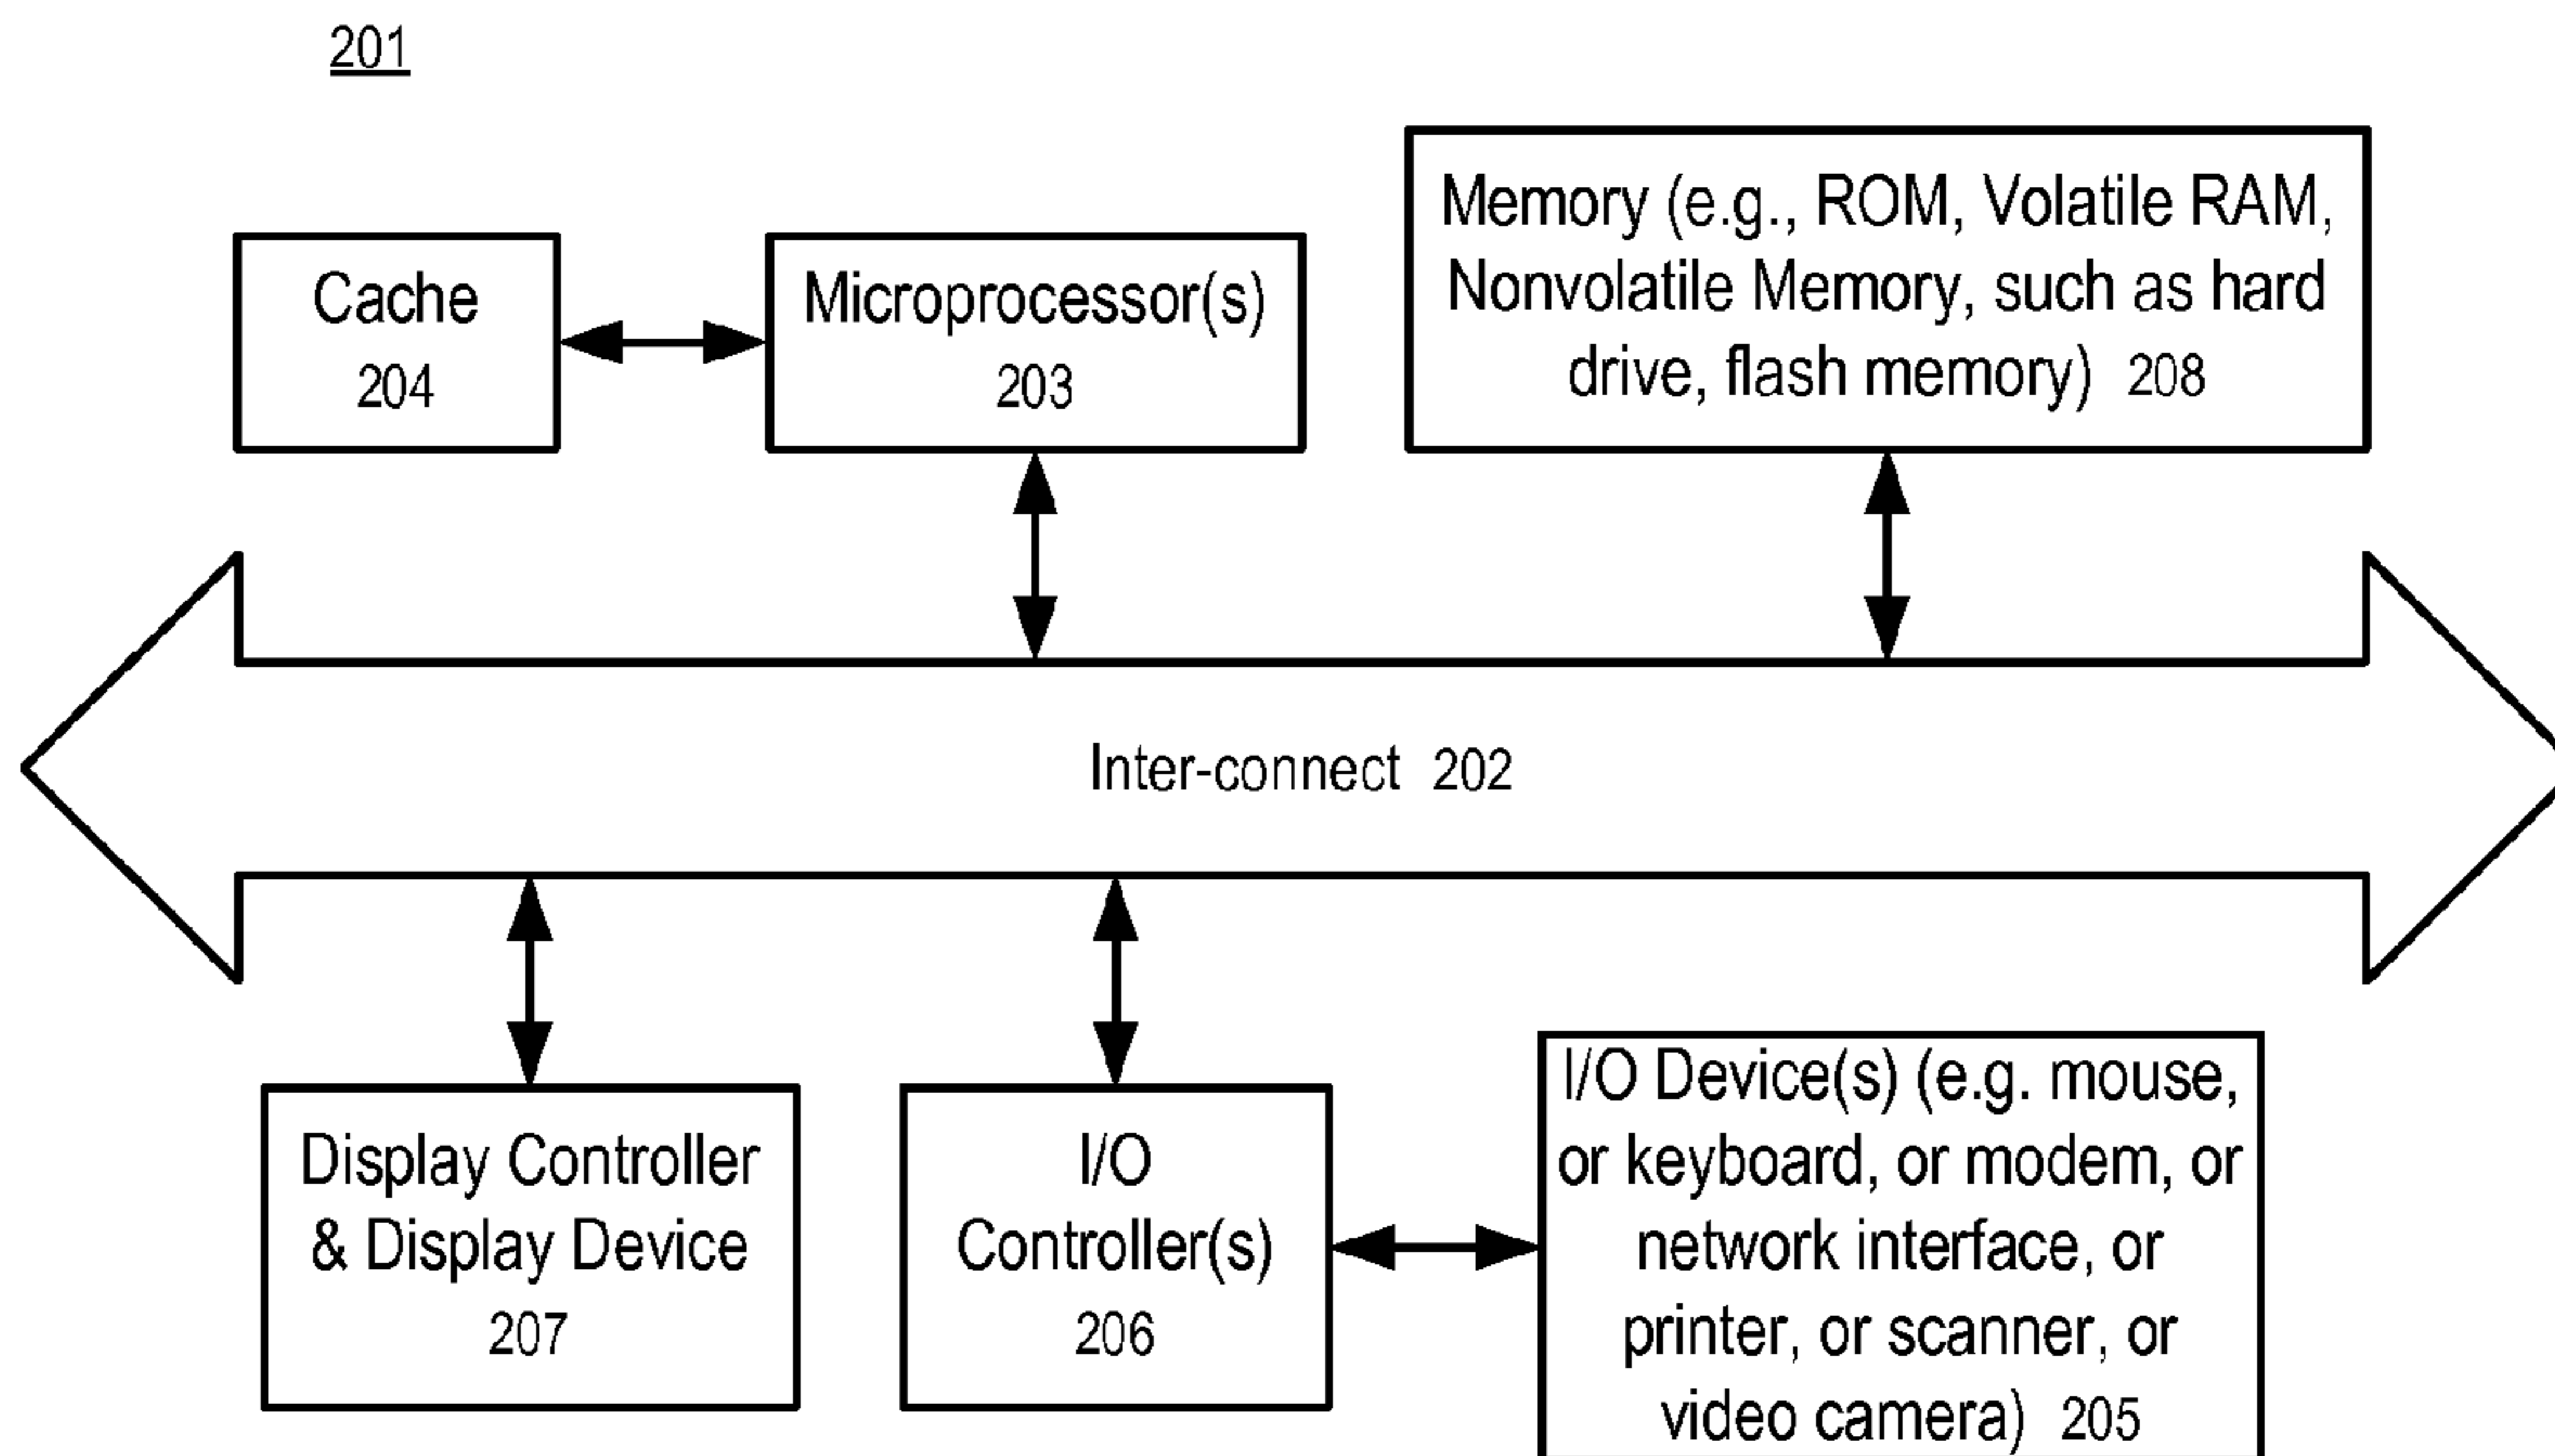 201
Cache
204
Microprocessor(s)
203
Memory (e.g., ROM, Volatile RAM,
Nonvolatile Memory, such as hard
drive, flash memory) 208
Inter-connect 202
Display Controller
& Display Device
207
I/O
Controller(s)
206
I/O Device(s) (e.g. mouse,
or keyboard, or modem, or
network interface, or
printer, or scanner, or
video camera) 205